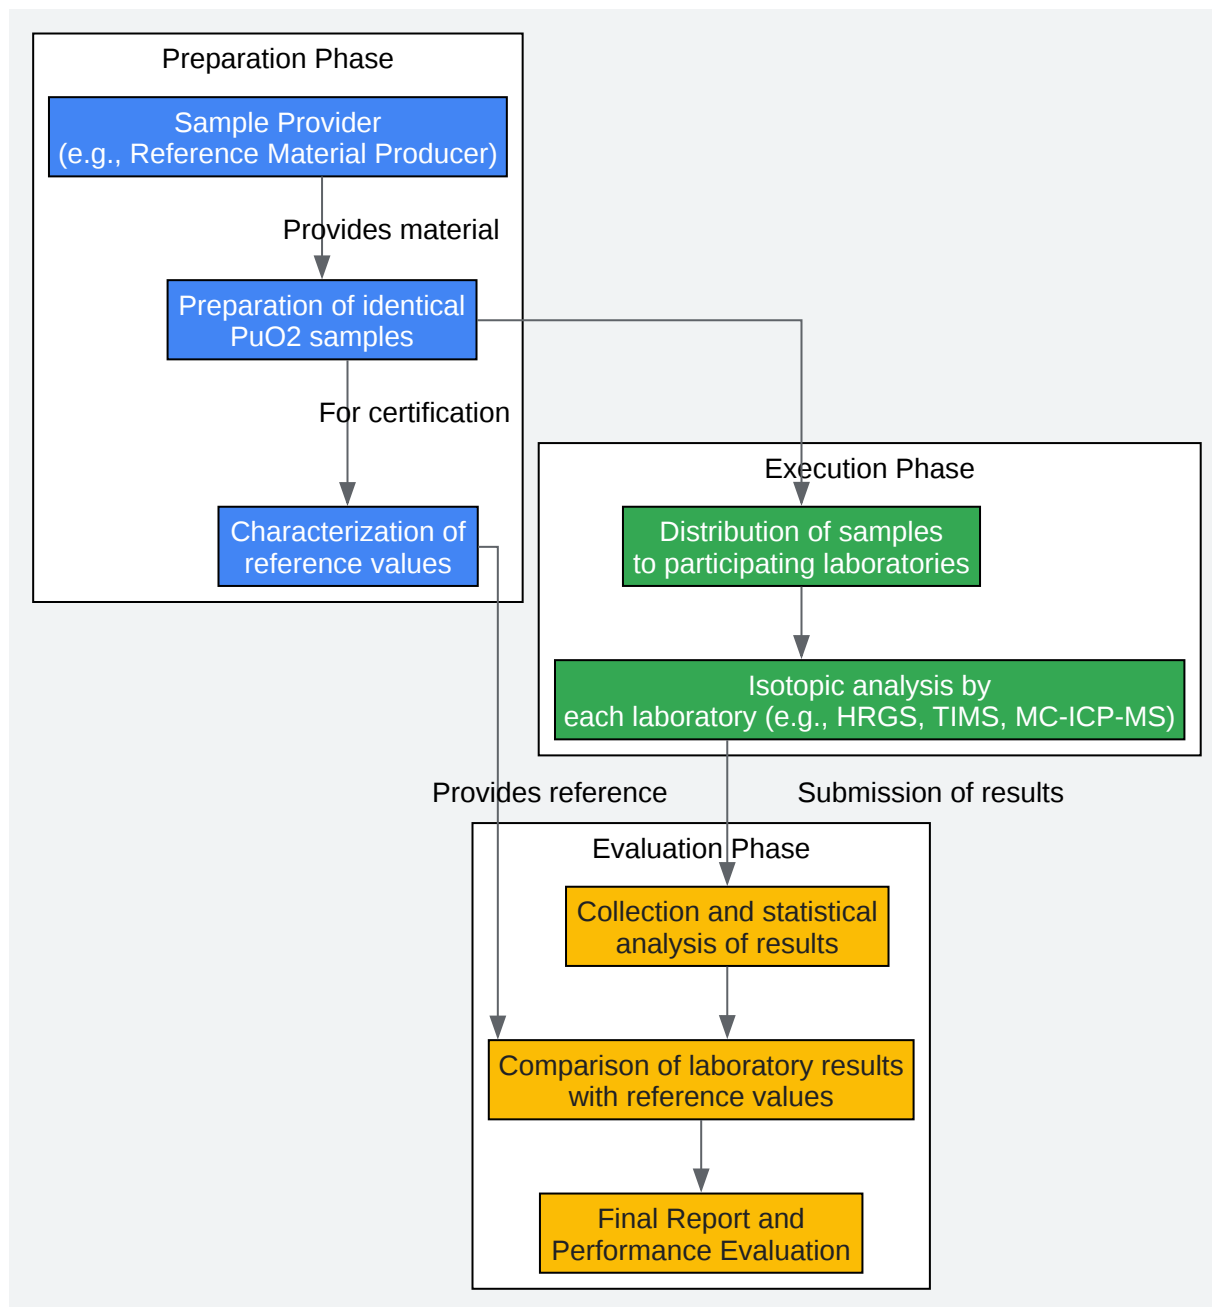 Preparation Phase
Sample Provider
(e.g., Reference Material Producer)
Provides material
Preparation of identical
PuO2 samples
For certification
Characterization of
reference values
Execution Phase
Distribution of samples
to participating laboratories
Isotopic analysis by
each laboratory (e.g., HRGS, TIMS, MC-ICP-MS)
Provides reference
Submission of results
Evaluation Phase
Collection and statistical
analysis of results
Comparison of laboratory results
with reference values
Final Report and
Performance Evaluation